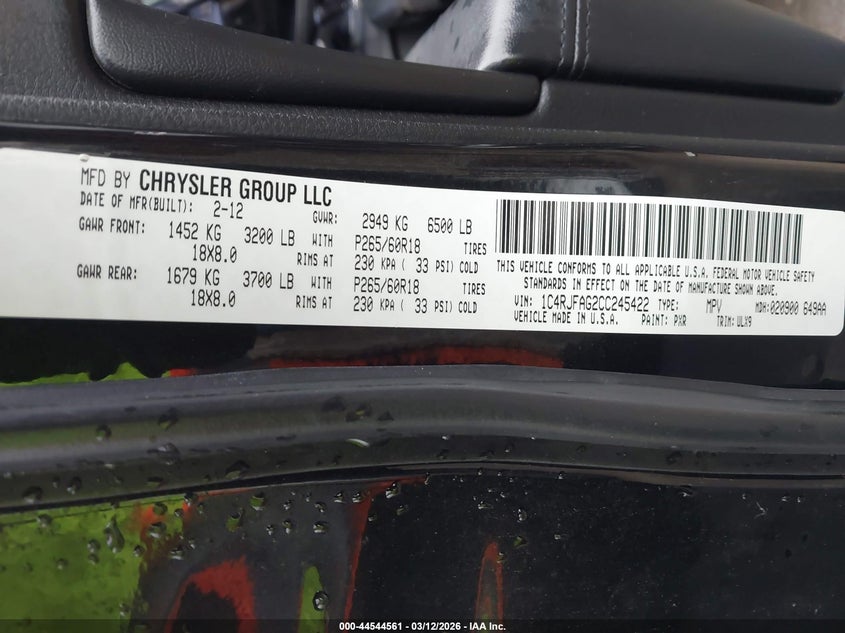 MFD BY CHRYSLER GROUP LLC
DATE OF MFR(BUILT): 2-12 GVWR: 2949 KG 6500 LB
GAWR FRONT: 1452 KG 3200 LB WITH P265/60R18 TIRES
18X8.0 RIMS AT 230 KPA ( 33 PSI) COLD
GAWR REAR: 1679 KG 3700 LB WITH P265/60R18 TIRES
18X8.0 RIMS AT 230 KPA ( 33 PSI) COLD
THIS VEHICLE CONFORMS TO ALL APPLICABLE U.S.A. FEDERAL MOTOR VEHICLE SAFETY
STANDARDS IN EFFECT ON THE DATE OF MANUFACTURE SHOWN ABOVE.
VIN: 1C4RJFAG2CC245422 TYPE: MPV MDH:020900 649AA
VEHICLE MADE IN U.S.A. PAINT: PXR TRIM: ULX9
000-44544561 - 03/12/2026 - IAA Inc.